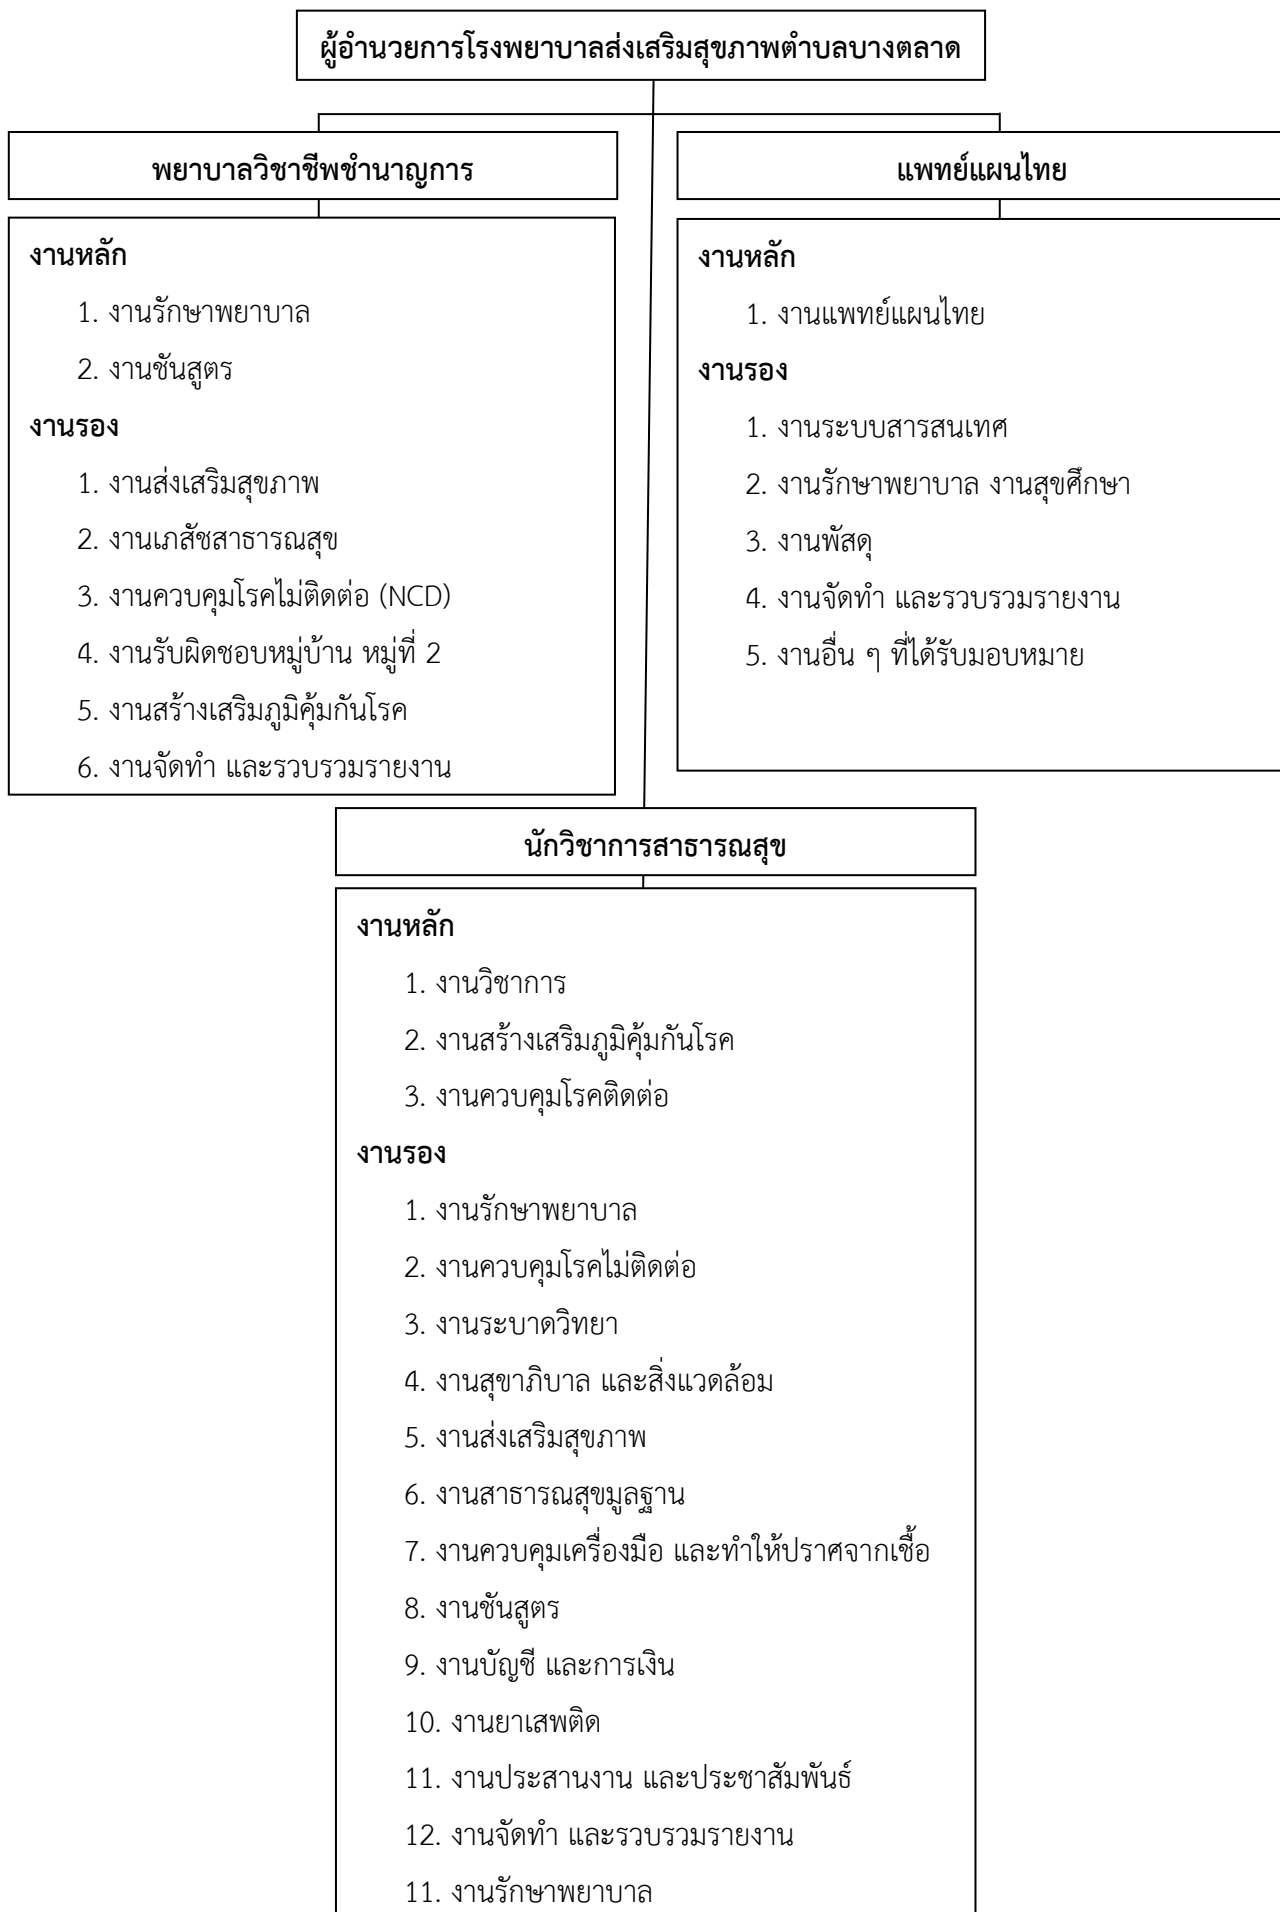 ผู้อำนวยการโรงพยาบาลส่งเสริมสุขภาพตำบลบางตลาด
พยาบาลวิชาชีพชำนาญการ
งานหลัก
1. งานรักษาพยาบาล
2. งานชันสูตร
งานรอง
1. งานส่งเสริมสุขภาพ
2. งานเภสัชสาธารณสุข
3. งานควบคุมโรคไม่ติดต่อ (NCD)
4. งานรับผิดชอบหมู่บ้าน หมู่ที่ 2
5. งานสร้างเสริมภูมิคุ้มกันโรค
6. งานจัดทำ และรวบรวมรายงาน
แพทย์แผนไทย
งานหลัก
1. งานแพทย์แผนไทย
งานรอง
1. งานระบบสารสนเทศ
2. งานรักษาพยาบาล งานสุขศึกษา
3. งานพัสดุ
4. งานจัดทำ และรวบรวมรายงาน
5. งานอื่น ๆ ที่ได้รับมอบหมาย
นักวิชาการสาธารณสุข
งานหลัก
1. งานวิชาการ
2. งานสร้างเสริมภูมิคุ้มกันโรค
3. งานควบคุมโรคติดต่อ
งานรอง
1. งานรักษาพยาบาล
2. งานควบคุมโรคไม่ติดต่อ
3. งานระบาดวิทยา
4. งานสุขาภิบาล และสิ่งแวดล้อม
5. งานส่งเสริมสุขภาพ
6. งานสาธารณสุขมูลฐาน
7. งานควบคุมเครื่องมือ และทำให้ปราศจากเชื้อ
8. งานชันสูตร
9. งานบัญชี และการเงิน
10. งานยาเสพติด
11. งานประสานงาน และประชาสัมพันธ์
12. งานจัดทำ และรวบรวมรายงาน
11. งานรักษาพยาบาล